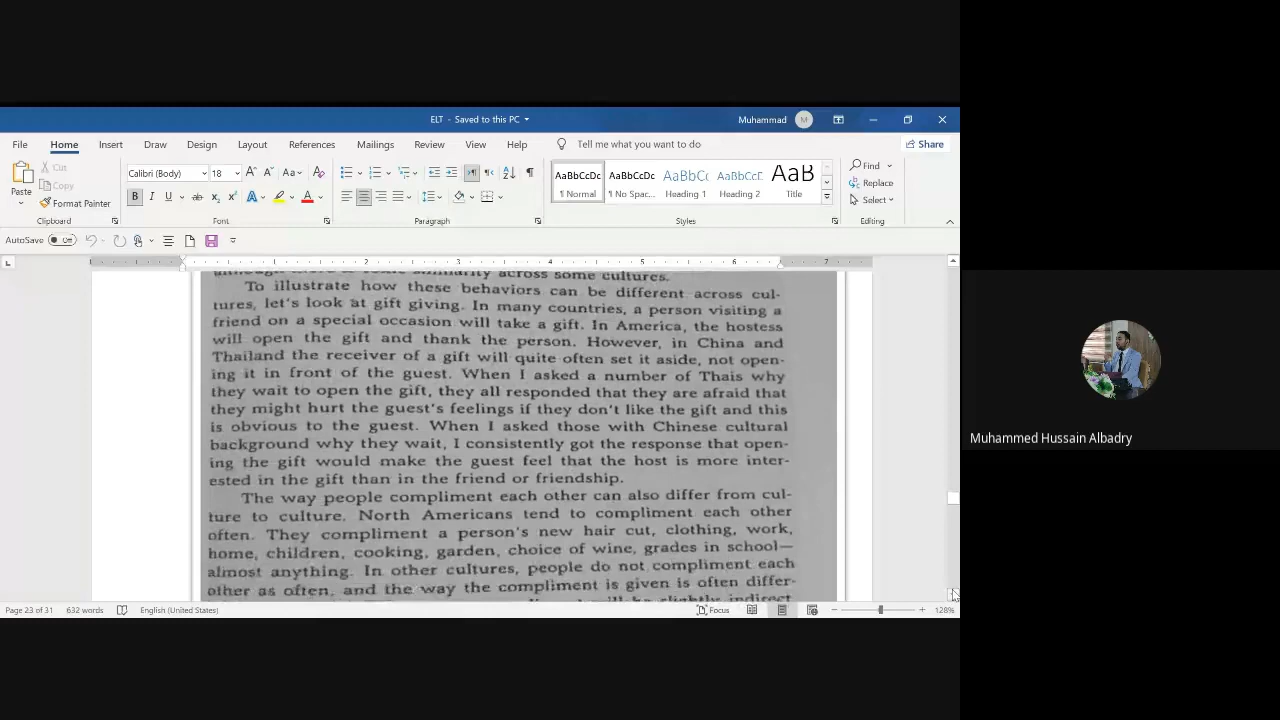 ELT - Saved to this PC
Muhammad
M
File Home Insert Draw Design Layout References Mailings Review View Help
Tell me what you want to do
Share
Paste
Cut
Copy
Format Painter
Clipboard
Calibri (Body) 18
Font
Paragraph
AaBbCcDc AaBbCcDc AaBbCc AaBbCcC AaB
¶ Normal ¶ No Spac... Heading 1 Heading 2 Title
Styles
Find
Replace
Select
Editing
AutoSave Off
1 2 3 4 5 6 7
similarity across some cultures.
To illustrate how these behaviors can be different across cul-
tures, let's look at gift giving. In many countries, a person visiting a
friend on a special occasion will take a gift. In America, the hostess
will open the gift and thank the person. However, in China and
Thailand the receiver of a gift will quite often set it aside, not open-
ing it in front of the guest. When I asked a number of Thais why
they wait to open the gift, they all responded that they are afraid that
they might hurt the guest's feelings if they don't like the gift and this
is obvious to the guest. When I asked those with Chinese cultural
background why they wait, I consistently got the response that open-
ing the gift would make the guest feel that the host is more inter-
ested in the gift than in the friend or friendship.
The way people compliment each other can also differ from cul-
ture to culture. North Americans tend to compliment each other
often. They compliment a person's new hair cut, clothing, work,
home, children, cooking, garden, choice of wine, grades in school—
almost anything. In other cultures, people do not compliment each
other as often, and the way the compliment is given is often differ-
slightly indirect
Page 23 of 31 632 words English (United States) Focus 128%
Muhammed Hussain Albadry